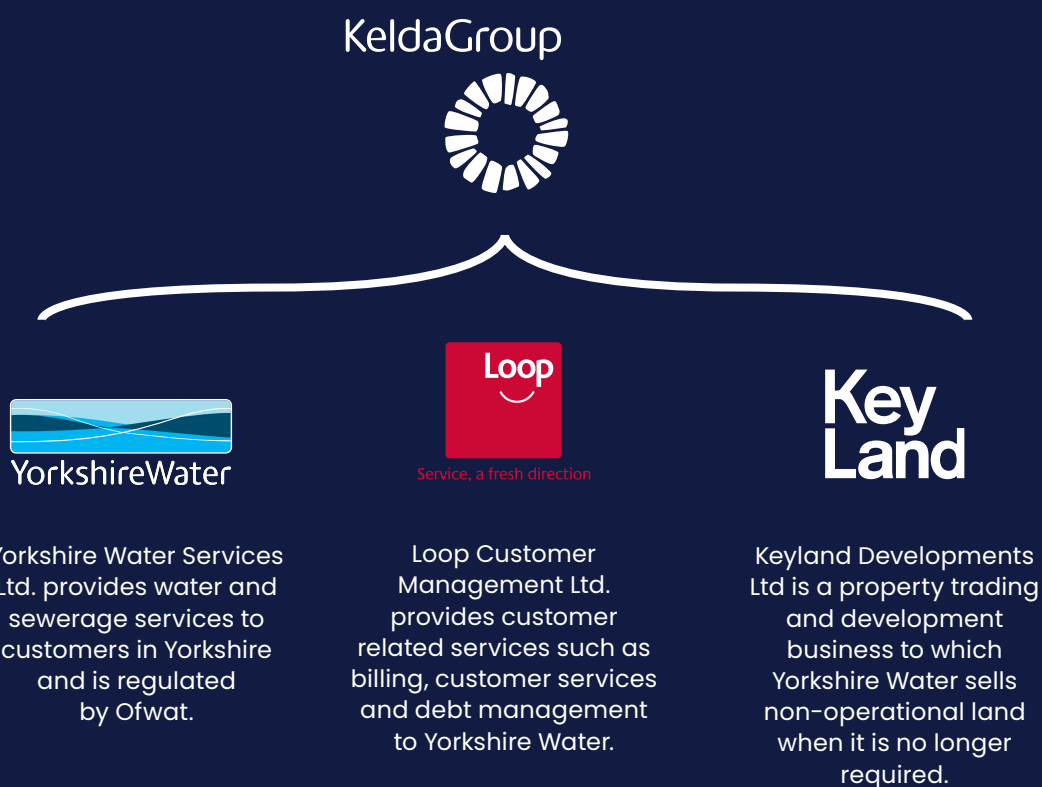 KeldaGroup
YorkshireWater
Yorkshire Water Services
Ltd. provides water and
sewerage services to
customers in Yorkshire
and is regulated
by Ofwat.
Loop
Service, a fresh direction
Loop Customer
Management Ltd.
provides customer
related services such as
billing, customer services
and debt management
to Yorkshire Water.
Key
Land
Keyland Developments
Ltd is a property trading
and development
business to which
Yorkshire Water sells
non-operational land
when it is no longer
required.